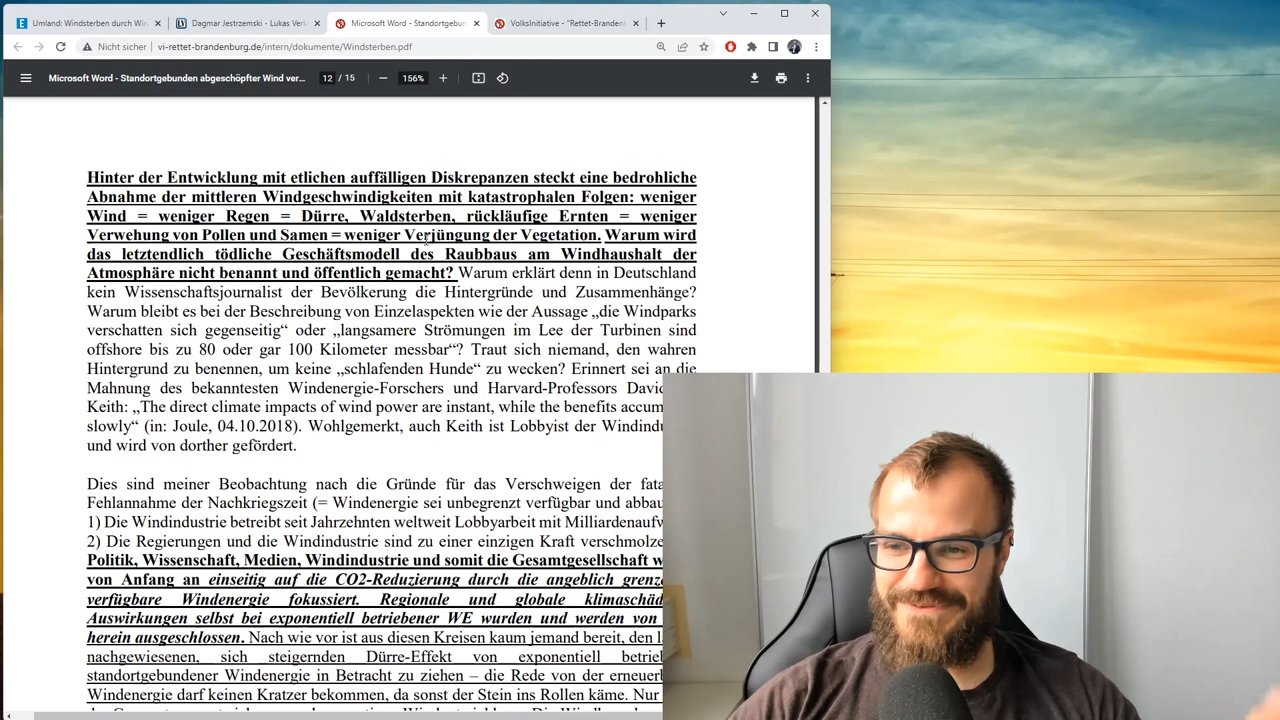 Umland: Windsterben durch Win
Dagmar Jestrzemski - Lukas Verl
Microsoft Word - Standortgebun
VolksInitiative - "Rettet-Brandenb
Nicht sicher
vi-rettet-brandenburg.de/intern/dokumente/Windsterben.pdf
Microsoft Word - Standortgebunden abgeschöpfter Wind ver...
12 / 15
156%
Hinter der Entwicklung mit etlichen auffälligen Diskrepanzen steckt eine bedrohliche
Abnahme der mittleren Windgeschwindigkeiten mit katastrophalen Folgen: weniger
Wind = weniger Regen = Dürre, Waldsterben, rückläufige Ernten = weniger
Verwehung von Pollen und Samen = weniger Verjüngung der Vegetation. Warum wird
das letztendlich tödliche Geschäftsmodell des Raubbaus am Windhaushalt der
Atmosphäre nicht benannt und öffentlich gemacht? Warum erklärt denn in Deutschland
kein Wissenschaftsjournalist der Bevölkerung die Hintergründe und Zusammenhänge?
Warum bleibt es bei der Beschreibung von Einzelaspekten wie der Aussage „die Windparks
verschatten sich gegenseitig“ oder „langsamere Strömungen im Lee der Turbinen sind
offshore bis zu 80 oder gar 100 Kilometer messbar“? Traut sich niemand, den wahren
Hintergrund zu benennen, um keine „schlafenden Hunde“ zu wecken? Erinnert sei an die
Mahnung des bekanntesten Windenergie-Forschers und Harvard-Professors David
Keith: „The direct climate impacts of wind power are instant, while the benefits accum
slowly“ (in: Joule, 04.10.2018). Wohlgemerkt, auch Keith ist Lobbyist der Windindu
und wird von dorther gefördert.
Dies sind meiner Beobachtung nach die Gründe für das Verschweigen der fata
Fehlannahme der Nachkriegszeit (= Windenergie sei unbegrenzt verfügbar und abbau
1) Die Windindustrie betreibt seit Jahrzehnten weltweit Lobbyarbeit mit Milliardenaufw
2) Die Regierungen und die Windindustrie sind zu einer einzigen Kraft verschmolze
Politik, Wissenschaft, Medien, Windindustrie und somit die Gesamtgesellschaft w
von Anfang an einseitig auf die CO2-Reduzierung durch die angeblich grenze
verfügbare Windenergie fokussiert. Regionale und globale klimaschäd
Auswirkungen selbst bei exponentiell betriebener WE wurden und werden von
herein ausgeschlossen. Nach wie vor ist aus diesen Kreisen kaum jemand bereit, den l
nachgewiesenen, sich steigernden Dürre-Effekt von exponentiell betrieb
standortgebundener Windenergie in Betracht zu ziehen – die Rede von der erneuerb
Windenergie darf keinen Kratzer bekommen, da sonst der Stein ins Rollen käme. Nur